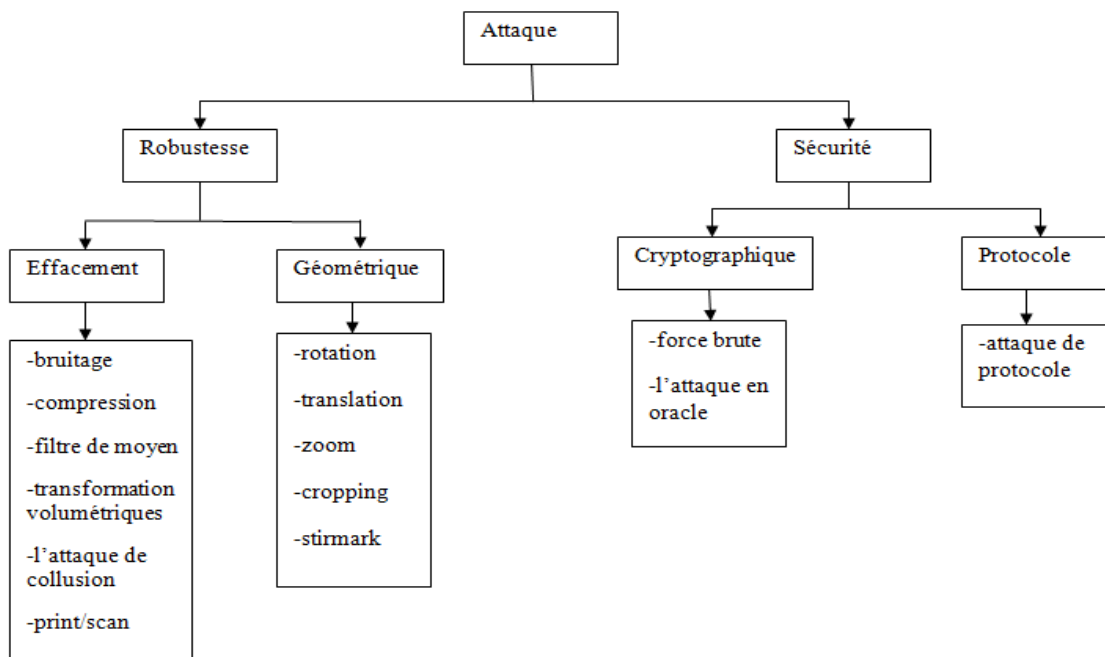 Attaque
Robustesse
Sécurité
Effacement
Géométrique
Cryptographique
Protocole
-bruitage
-compression
-filtre de moyen
-transformation
volumétriques
-l’attaque de
collusion
-print/scan
-rotation
-translation
-zoom
-cropping
-stirmark
-force brute
-l’attaque en
oracle
-attaque de
protocole